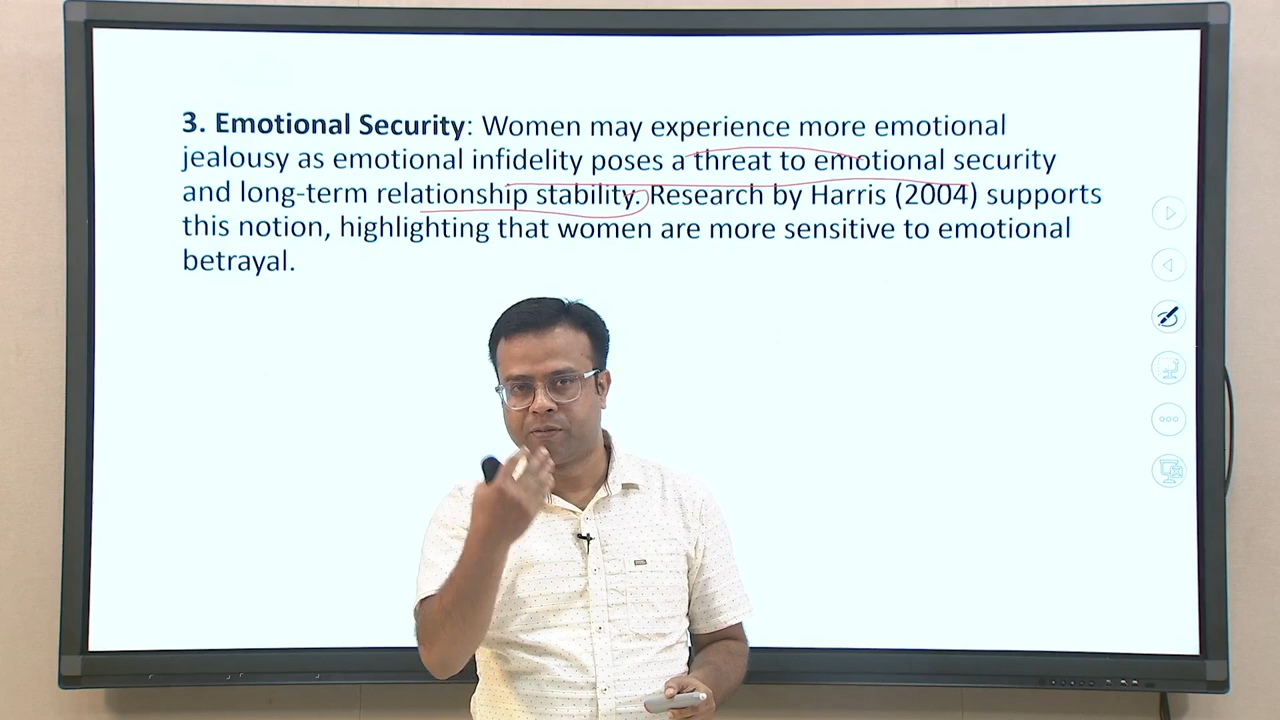 3. Emotional Security: Women may experience more emotional
jealousy as emotional infidelity poses a threat to emotional security
and long-term relationship stability. Research by Harris (2004) supports
this notion, highlighting that women are more sensitive to emotional
betrayal.